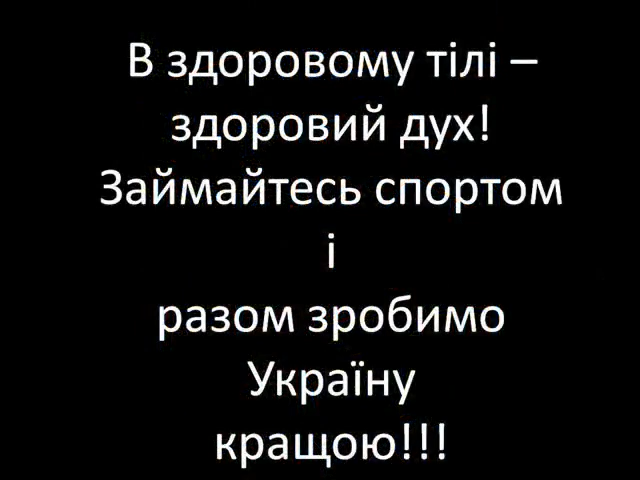 В здоровому тілі –
здоровий дух!
Займайтесь спортом
і
разом зробимо
Україну
кращою!!!